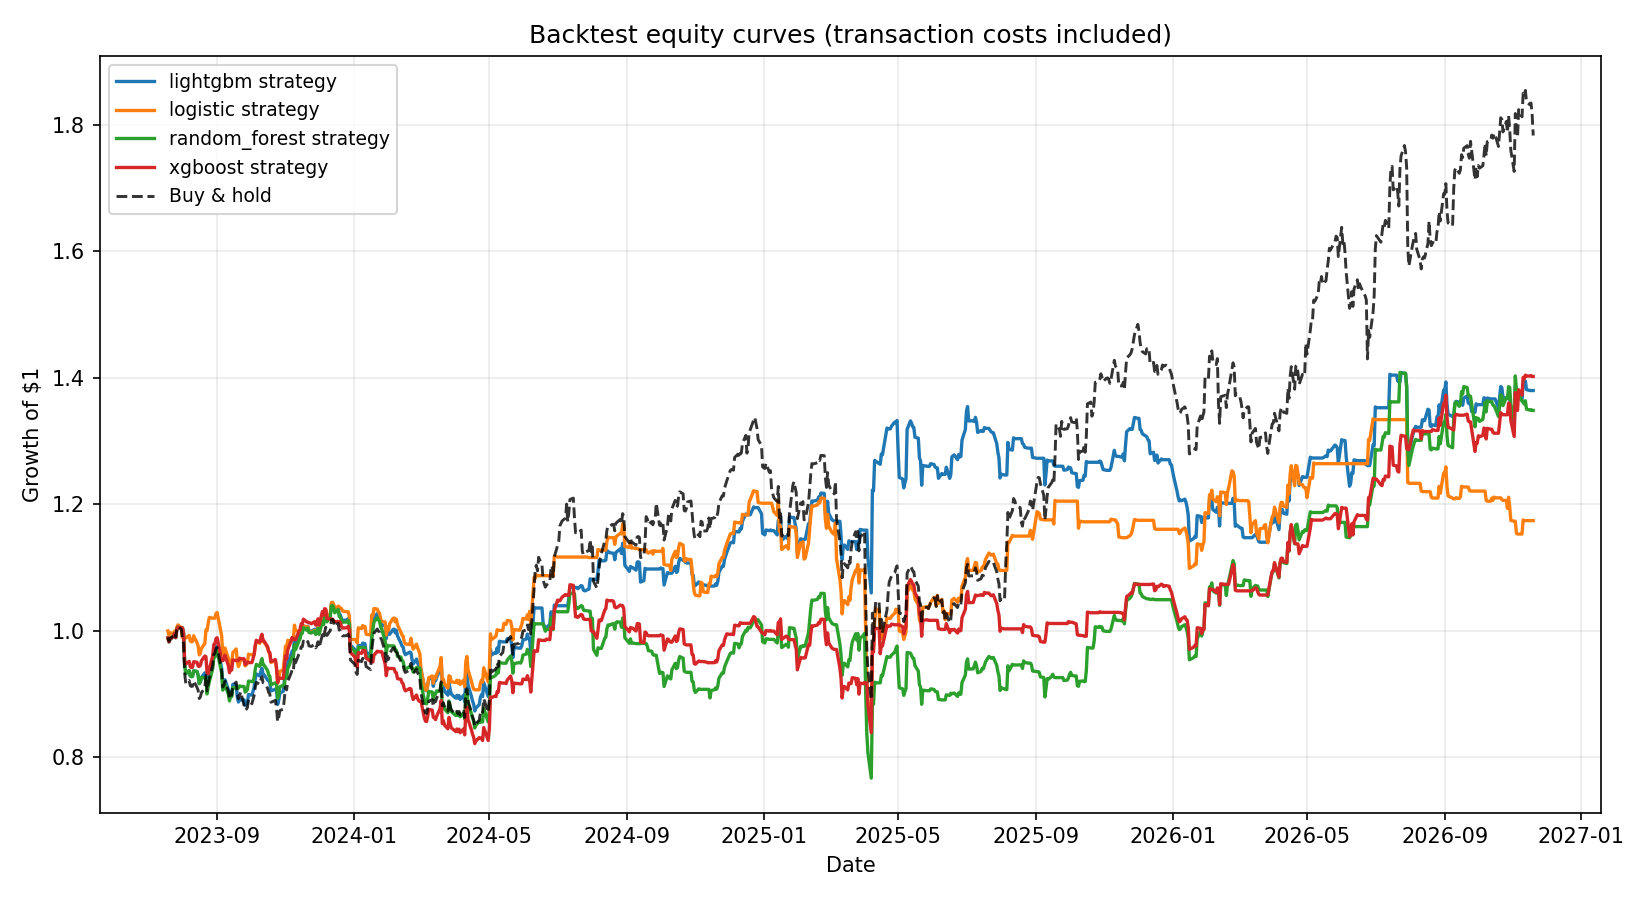 Backtest equity curves (transaction costs included)
lightgbm strategy
logistic strategy
random_forest strategy
xgboost strategy
Buy & hold
Growth of $1
1.8
1.6
1.4
1.2
1.0
0.8
2023-09
2024-01
2024-05
2024-09
2025-01
2025-05
2025-09
2026-01
2026-05
2026-09
2027-01
Date